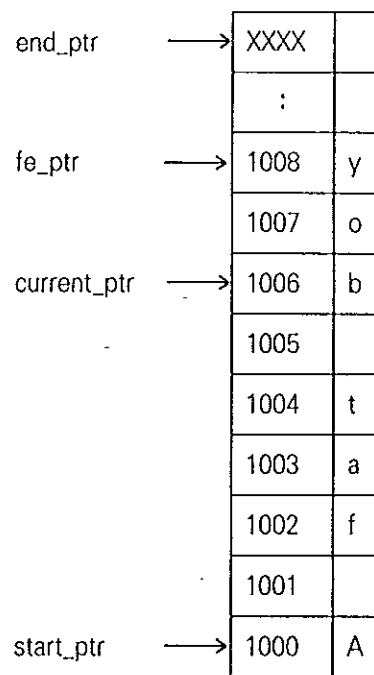 end_ptr XXXX
:
fe_ptr 1008 y
1007 o
current_ptr 1006 b
1005
1004 t
1003 a
1002 f
1001
start_ptr 1000 A